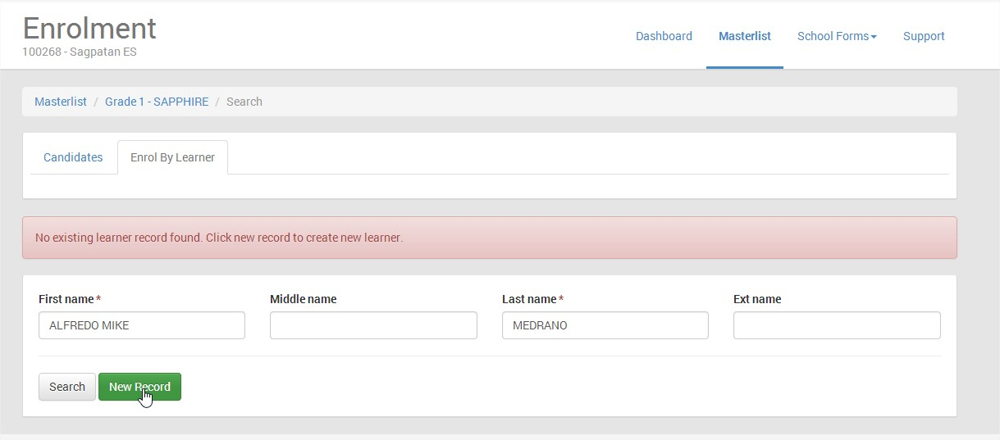 Enrolment
100268 - Sagpatan ES
Dashboard Masterlist School Forms Support
Masterlist / Grade 1 - SAPPHIRE / Search
Candidates Enrol By Learner
No existing learner record found. Click new record to create new learner.
First name * Middle name Last name * Ext name
ALFREDO MIKE MEDRANO
Search New Record